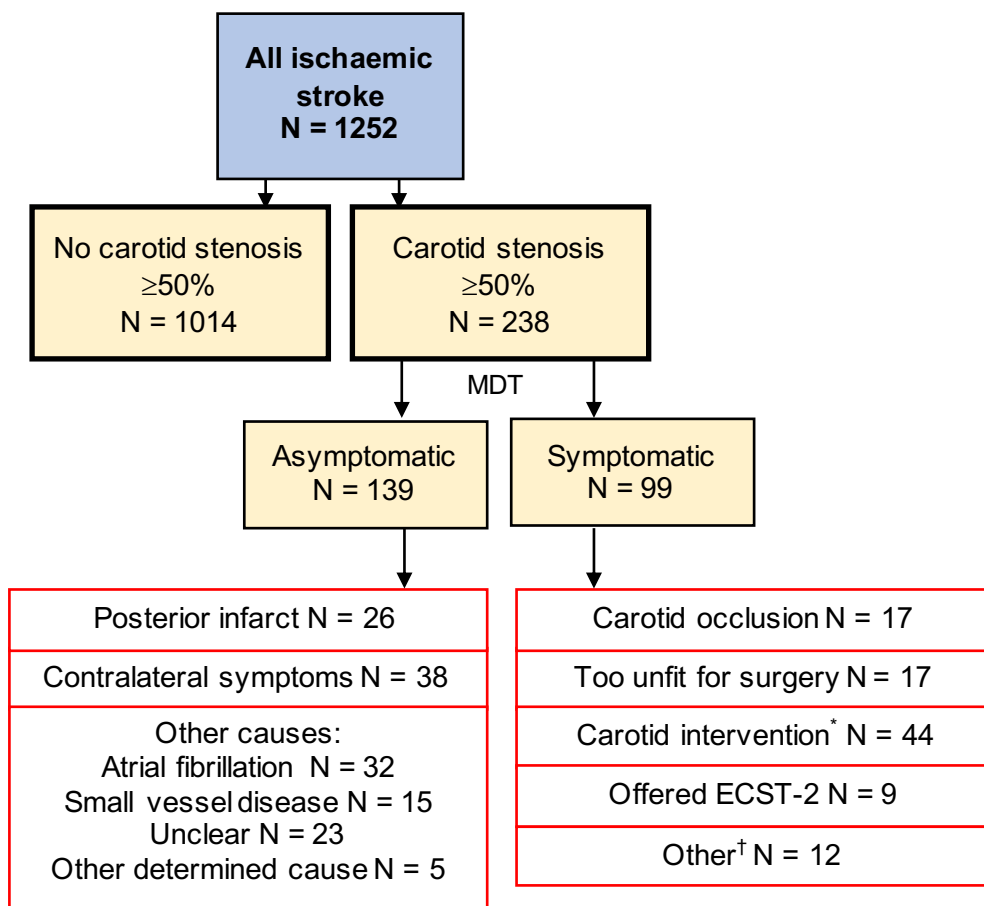 All ischaemic
stroke
N = 1252
No carotid stenosis
≥50%
N = 1014
Carotid stenosis
≥50%
N = 238
MDT
Asymptomatic
N = 139
Symptomatic
N = 99
Posterior infarct N = 26
Contralateral symptoms N = 38
Other causes:
Atrial fibrillation N = 32
Small vessel disease N = 15
Unclear N = 23
Other determined cause N = 5
Carotid occlusion N = 17
Too unfit for surgery N = 17
Carotid intervention* N = 44
Offered ECST-2 N = 9
Other† N = 12